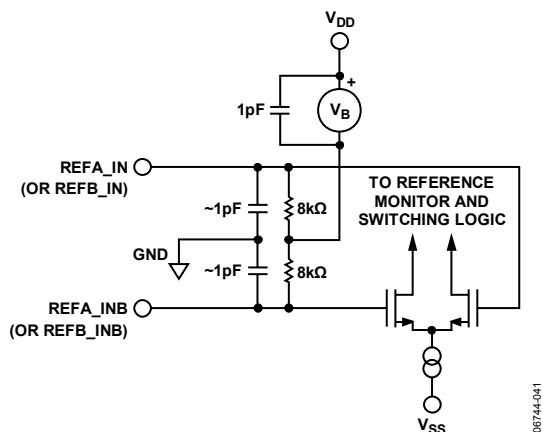 VDD
+
1pF
VB
REFA_IN
(OR REFB_IN)
TO REFERENCE
MONITOR AND
SWITCHING LOGIC
~1pF
8kΩ
GND
~1pF
8kΩ
REFA_INB
(OR REFB_INB)
VSS
06744-041